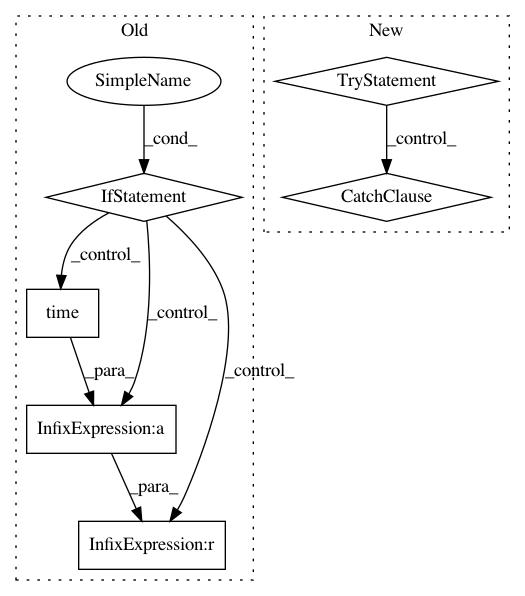 Old
New
SimpleName
TryStatement
_cond_
_control_
IfStatement
CatchClause
_control_
_control_
time
_control_
_para_
InfixExpression:a
_para_
InfixExpression:r